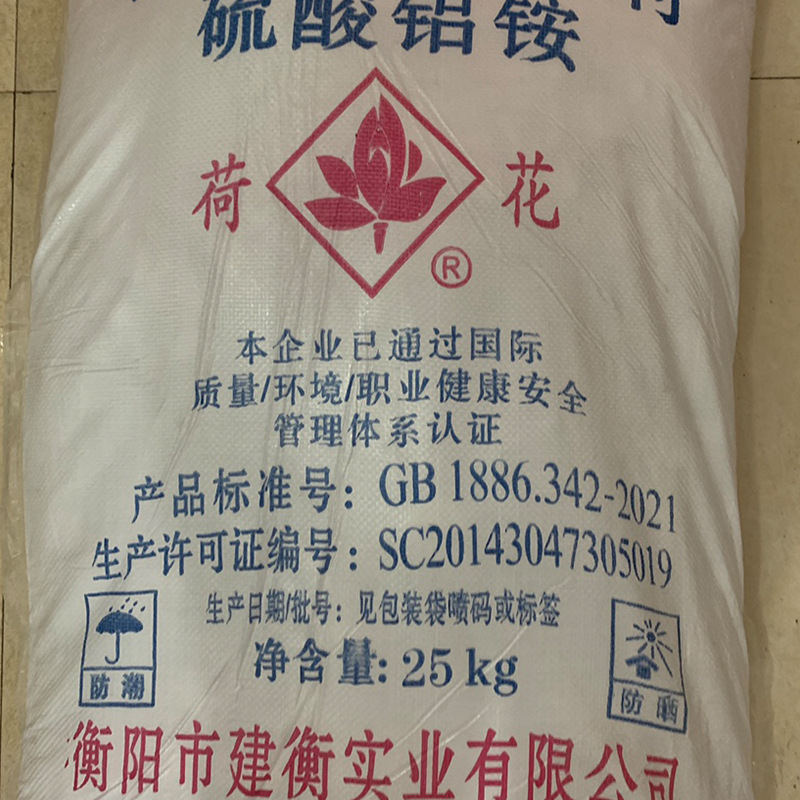 硫酸铝铵
荷花
®
本企业已通过国际
质量/环境/职业健康安全
管理体系认证
产品标准号：GB 1886.342-2021
生产许可证编号：SC20143047305019
生产日期/批号：见包装袋喷码或标签
净含量：25kg
防潮
防晒
衡阳市建衡实业有限公司